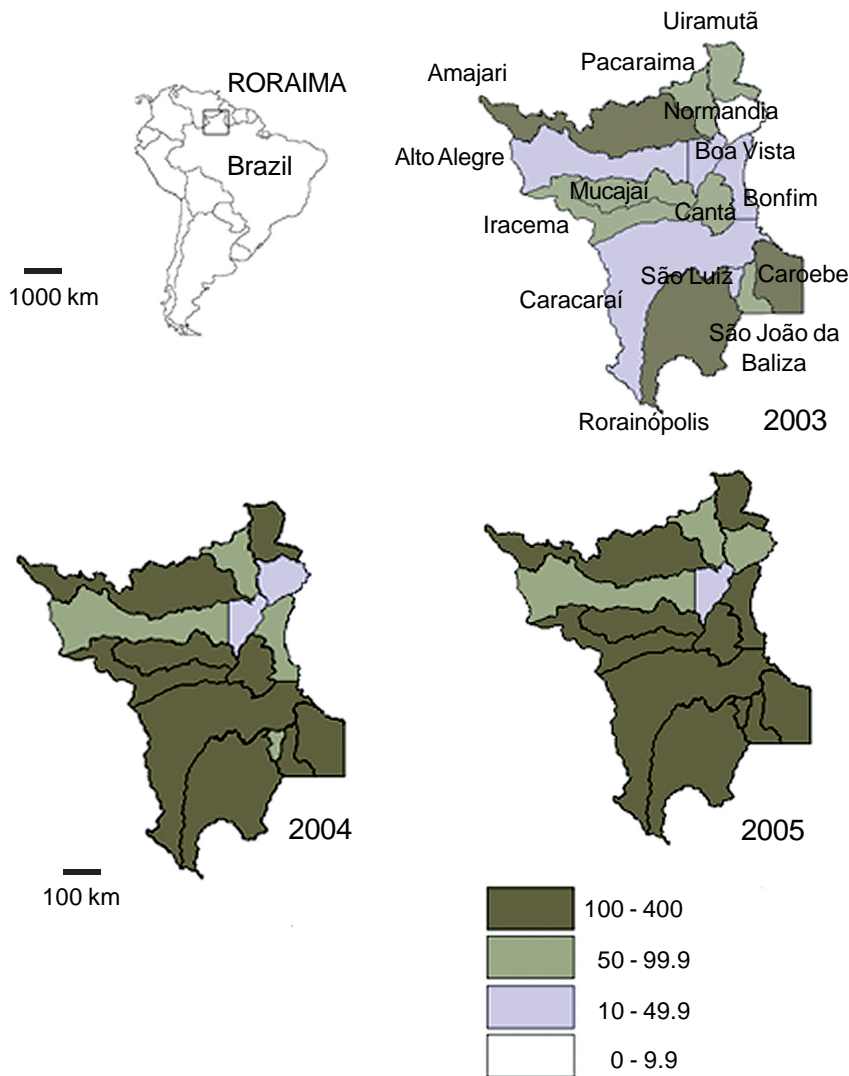 RORAIMA
Brazil
1000 km
Uiramutã
Pacaraima
Amajari
Normandia
Alto Alegre
Boa Vista
Mucajaí
Bonfim
Cantá
Iracema
São Luiz
Caroebe
Caracaraí
São João da
Baliza
Rorainópolis
2003
2004
2005
100 km
100 - 400
50 - 99.9
10 - 49.9
0 - 9.9